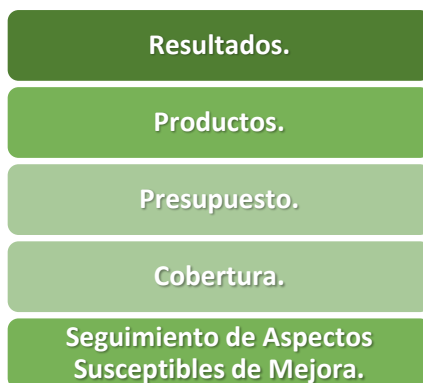 Resultados.
Productos.
Presupuesto.
Cobertura.
Seguimiento de Aspectos
Susceptibles de Mejora.